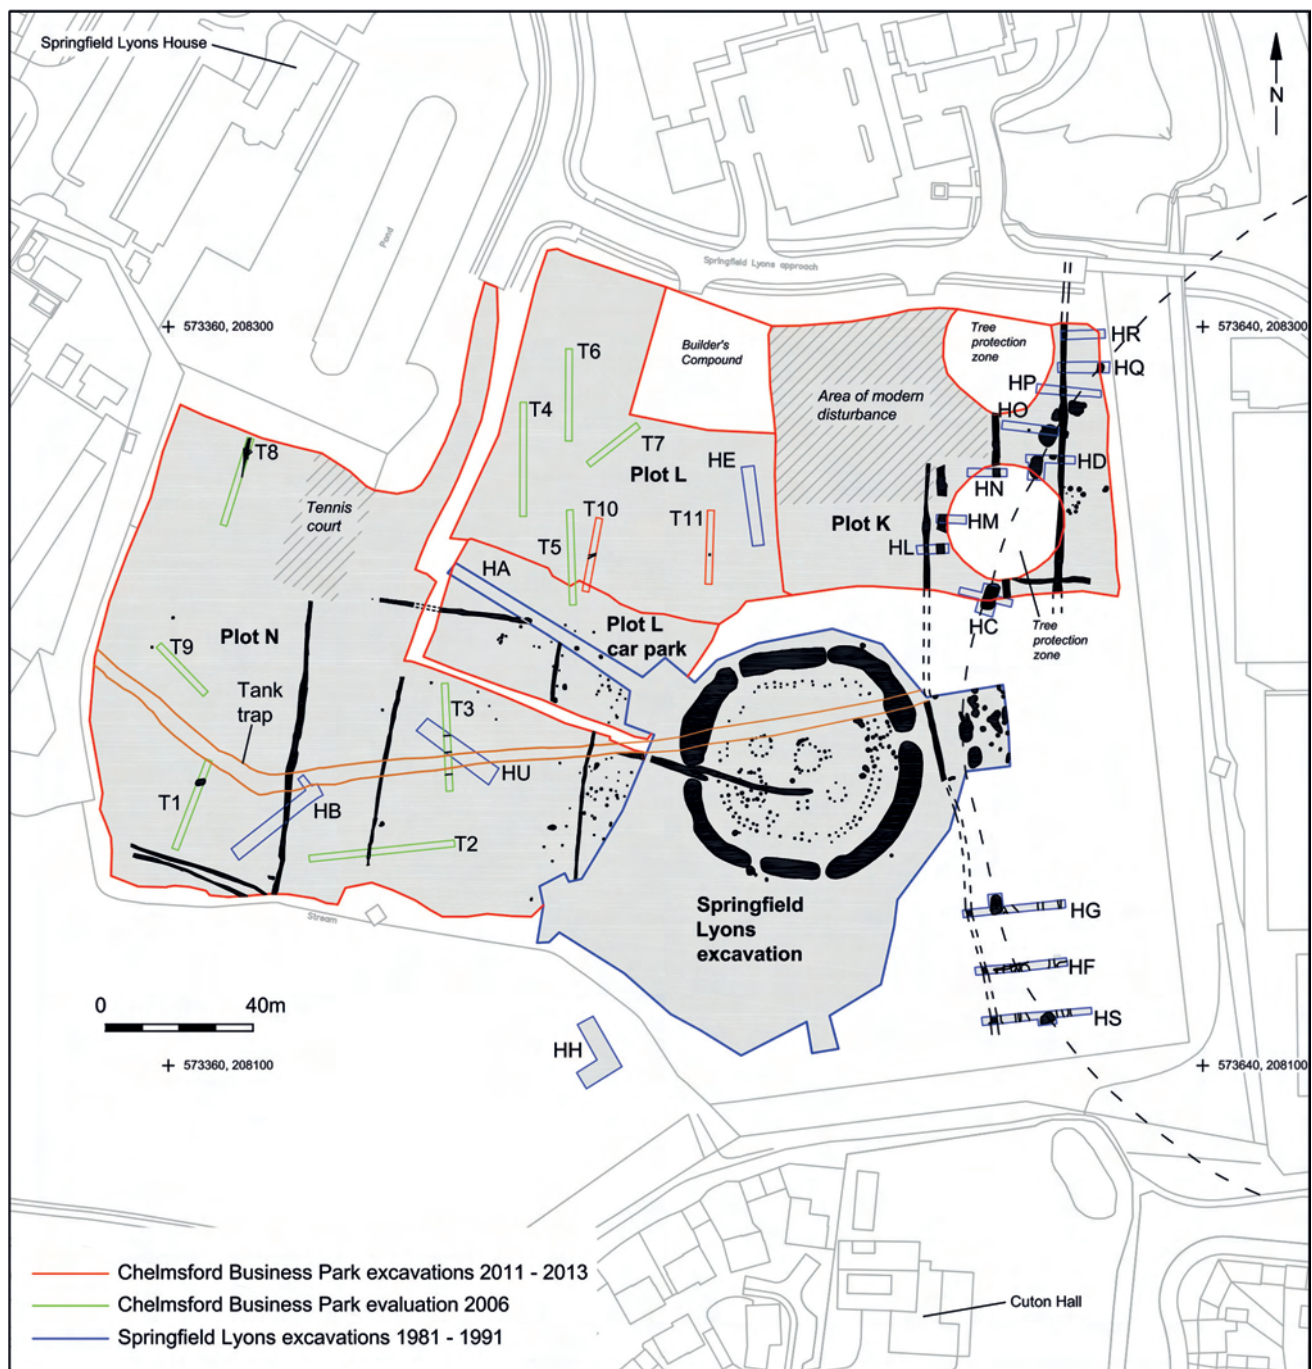 Springfield Lyons House
N
Pond
Springfield Lyons approach
573360, 208300
573640, 208300
Builder's
Compound
Tree
protection
zone
HR
HQ
HP
HO
Area of modern
disturbance
T6
T4
T7
HE
Plot L
T8
HD
HN
Tennis
court
T10
T11
Plot K
HM
T5
HL
HA
Plot N
Plot L
car park
HC
Tree
protection
zone
T9
Tank
trap
T3
HU
T1
HB
T2
Springfield
Lyons
excavation
HG
Stream
HF
0
40m
HS
HH
573360, 208100
573640, 208100
Chelmsford Business Park excavations 2011 - 2013
Chelmsford Business Park evaluation 2006
Springfield Lyons excavations 1981 - 1991
Cuton Hall